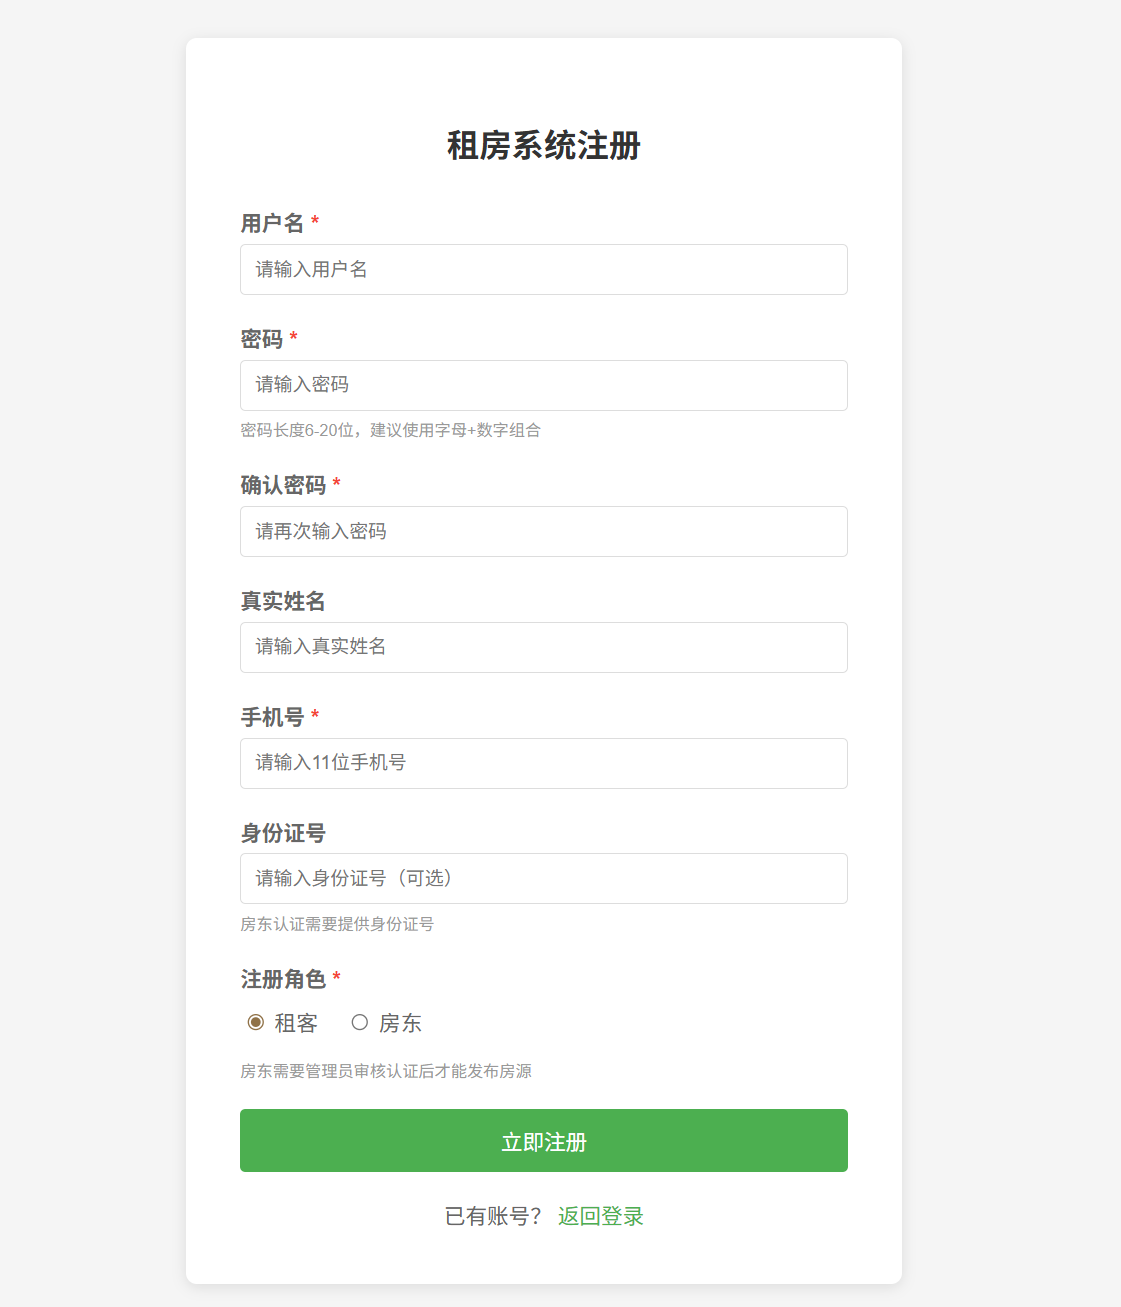 租房系统注册
用户名 *
请输入用户名
密码 *
请输入密码
密码长度6-20位，建议使用字母+数字组合
确认密码 *
请再次输入密码
真实姓名
请输入真实姓名
手机号 *
请输入11位手机号
身份证号
请输入身份证号（可选）
房东认证需要提供身份证号
注册角色 *
租客 房东
房东需要管理员审核认证后才能发布房源
立即注册
已有账号？ 返回登录